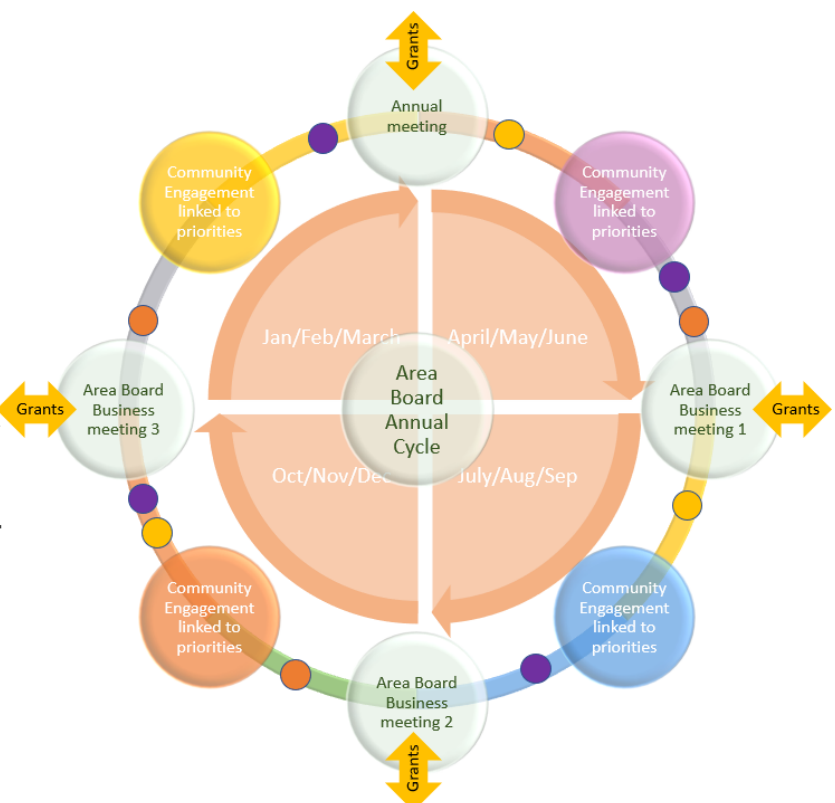 Grants
Annual
meeting
Community
Engagement
linked to
priorities
Community
Engagement
linked to
priorities
Jan/Feb/March
April/May/June
Grants
Area Board
Business
meeting 3
Area
Board
Annual
Cycle
Area Board
Business
meeting 1
Grants
Oct/Nov/Dec
July/Aug/Sep
Community
Engagement
linked to
priorities
Community
Engagement
linked to
priorities
Area Board
Business
meeting 2
Grants